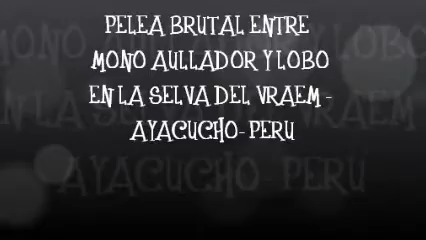 PELEA BRUTAL ENTRE
MONO AULLADOR Y LOBO
EN LA SELVA DEL VRAEM -
AYACUCHO- PERU